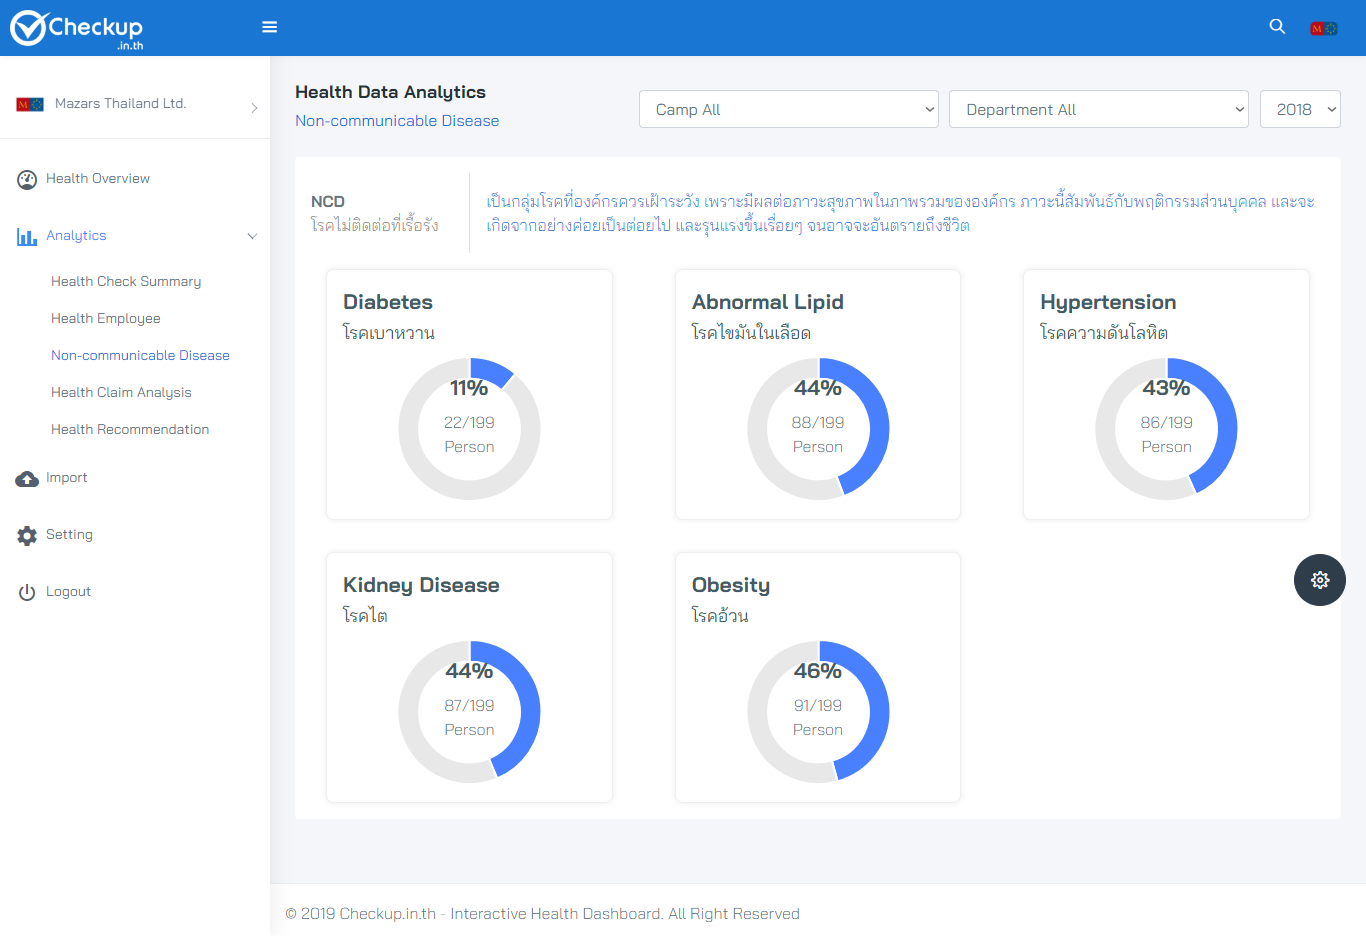 Checkup
.in.th
Mazars Thailand Ltd.
Health Overview
Analytics
Health Check Summary
Health Employee
Non-communicable Disease
Health Claim Analysis
Health Recommendation
Import
Setting
Logout
Health Data Analytics
Non-communicable Disease
Camp All
Department All
2018
NCD
โรคไม่ติดต่อที่เรื้อรัง
เป็นกลุ่มโรคที่องค์กรควรเฝ้าระวัง เพราะมีผลต่อภาวะสุขภาพในภาพรวมขององค์กร ภาวะนี้สัมพันธ์กับพฤติกรรมส่วนบุคคล และจะ
เกิดจากอย่างค่อยเป็นต่อยไป และรุนแรงขึ้นเรื่อยๆ จนอาจจะอันตรายถึงชีวิต
Diabetes
โรคเบาหวาน
11%
22/199
Person
Abnormal Lipid
โรคไขมันในเลือด
44%
88/199
Person
Hypertension
โรคความดันโลหิต
43%
86/199
Person
Kidney Disease
โรคไต
44%
87/199
Person
Obesity
โรคอ้วน
46%
91/199
Person
© 2019 Checkup.in.th - Interactive Health Dashboard. All Right Reserved